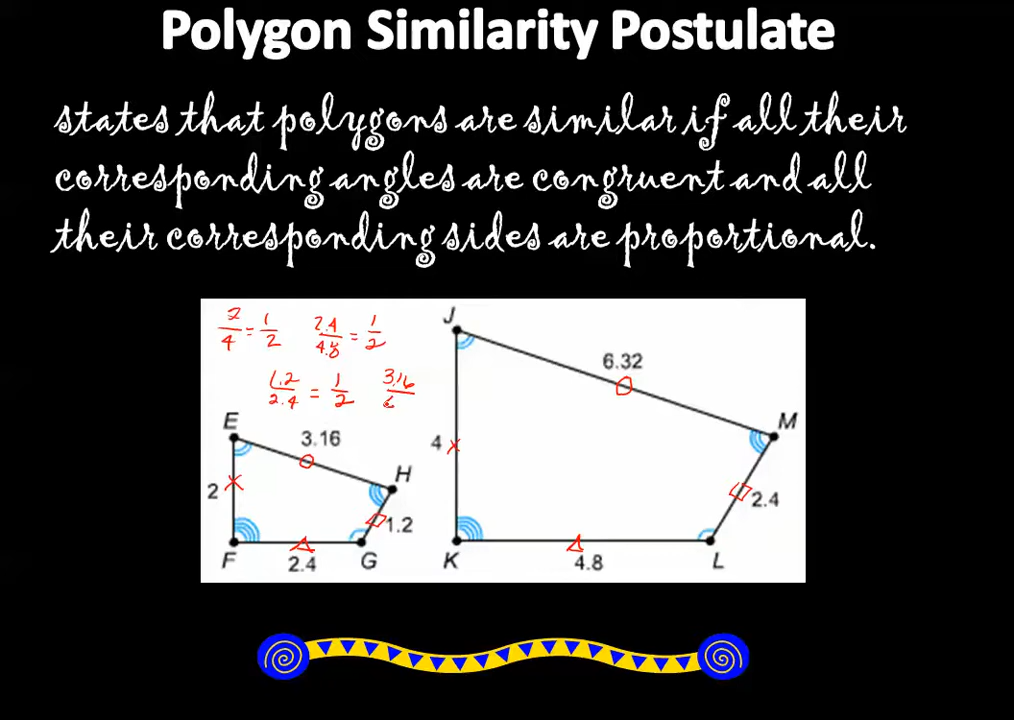 Polygon Similarity Postulate
states that polygons are similar if all their
corresponding angles are congruent and all
their corresponding sides are proportional.
2/4 = 1/2
2.4/4.8 = 1/2
1.2/2.4 = 1/2
3.16/6
E
3.16
H
2
1.2
F
2.4
G
J
6.32
M
4
2.4
K
4.8
L